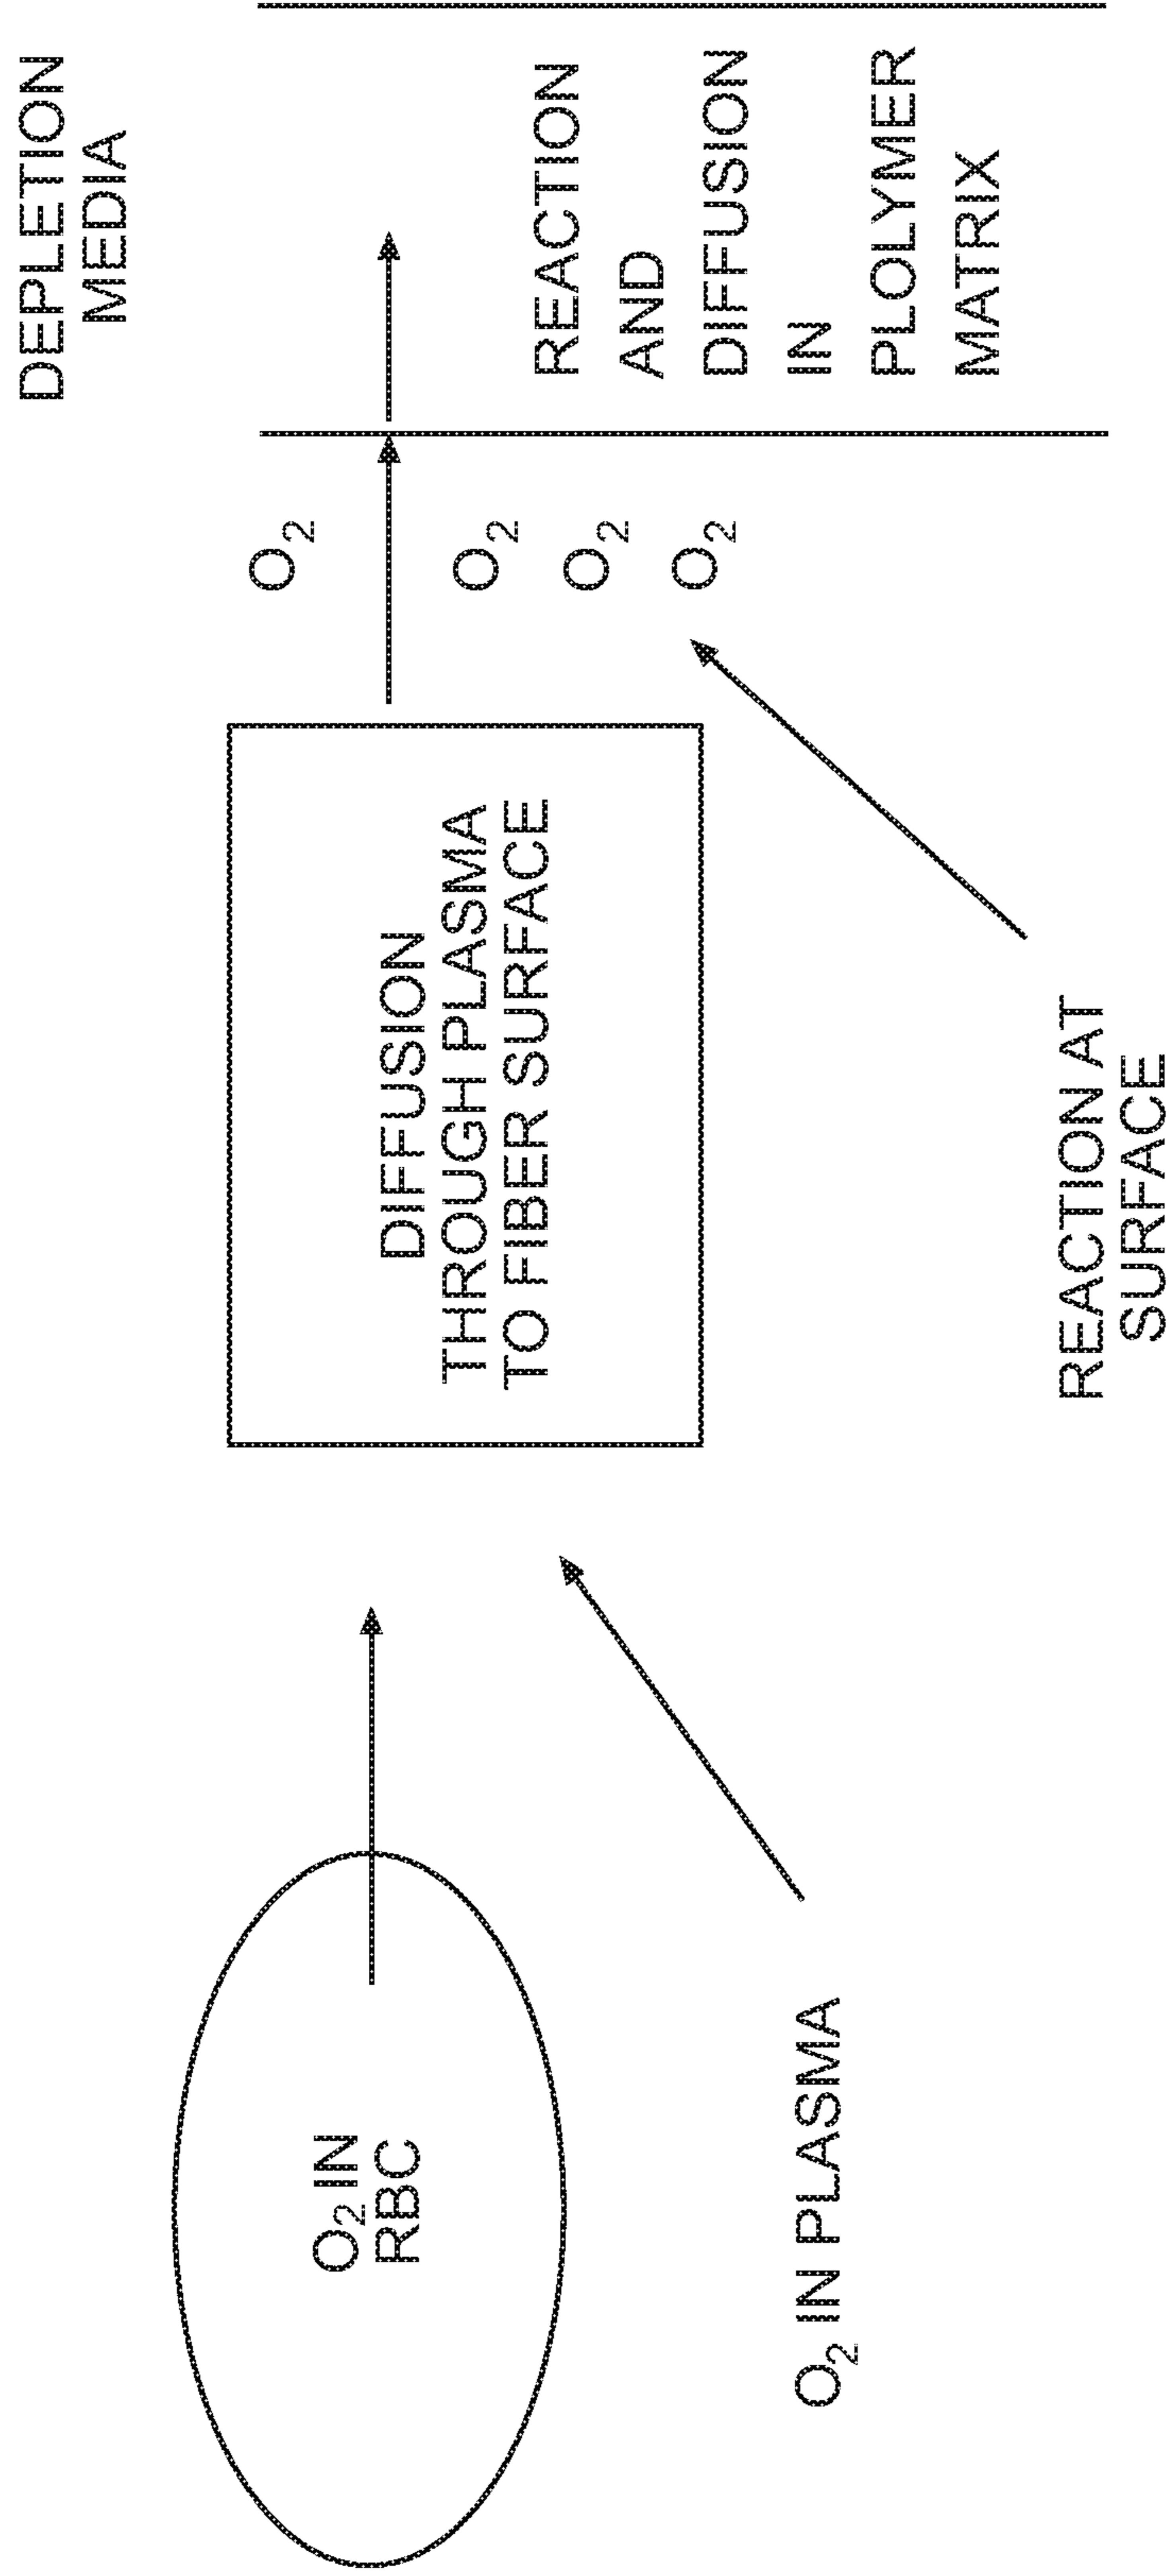 DEPLETION
MEDIA
O₂ IN
RBC
DIFFUSION
THROUGH PLASMA
TO FIBER SURFACE
O₂
O₂
O₂
O₂
REACTION
AND
DIFFUSION
IN
PLOLYMER
MATRIX
O₂ IN PLASMA
REACTION AT
SURFACE